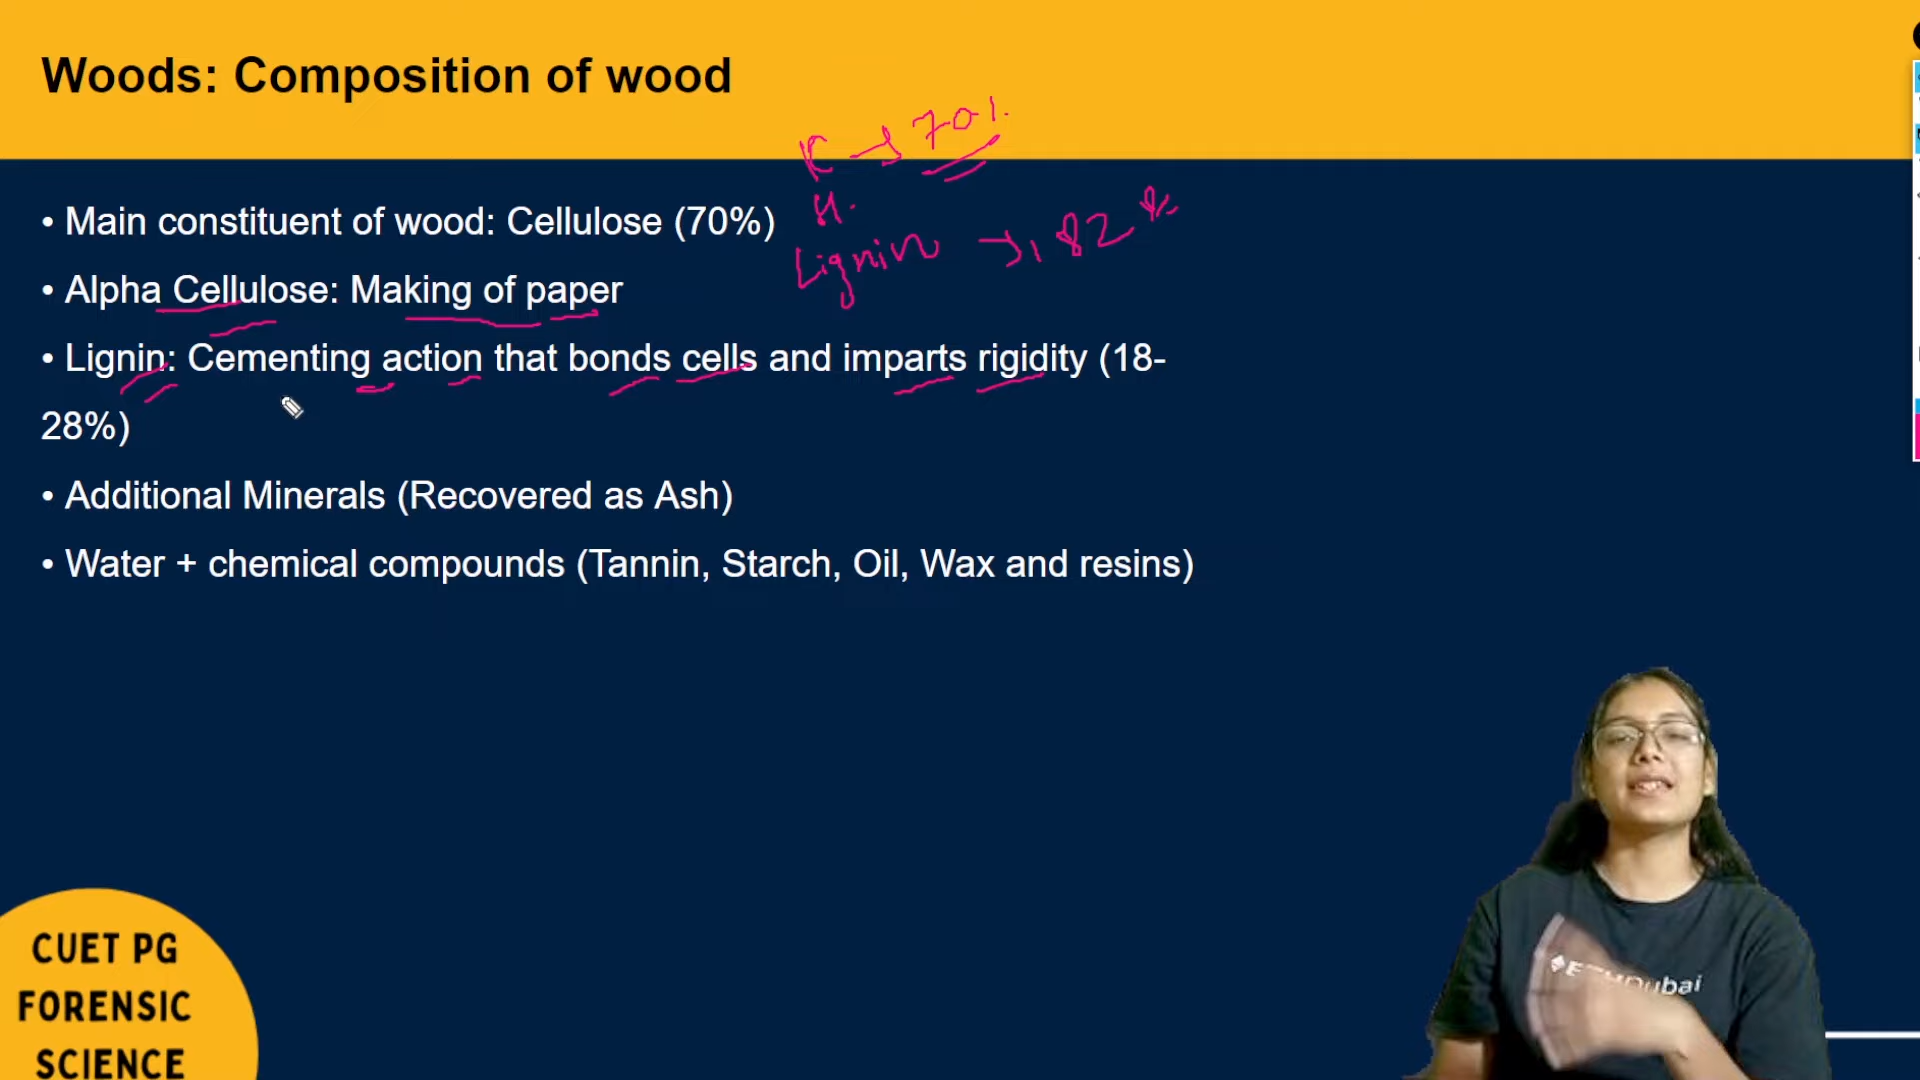 Woods: Composition of wood
70%
• Main constituent of wood: Cellulose (70%)
H.
Lignin → 182
• Alpha Cellulose: Making of paper
• Lignin: Cementing action that bonds cells and imparts rigidity (18-
28%)
• Additional Minerals (Recovered as Ash)
• Water + chemical compounds (Tannin, Starch, Oil, Wax and resins)
CUET PG
FORENSIC
SCIENCE